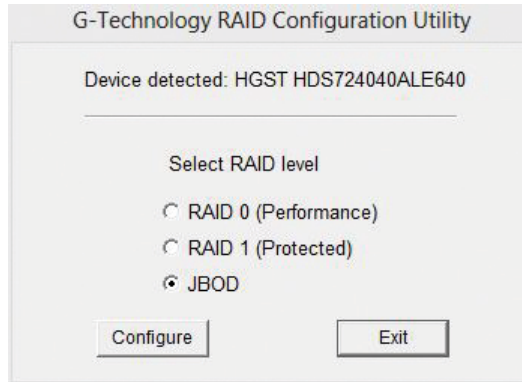 G-Technology RAID Configuration Utility
Device detected: HGST HDS724040ALE640
Select RAID level
RAID 0 (Performance)
RAID 1 (Protected)
JBOD
Configure Exit